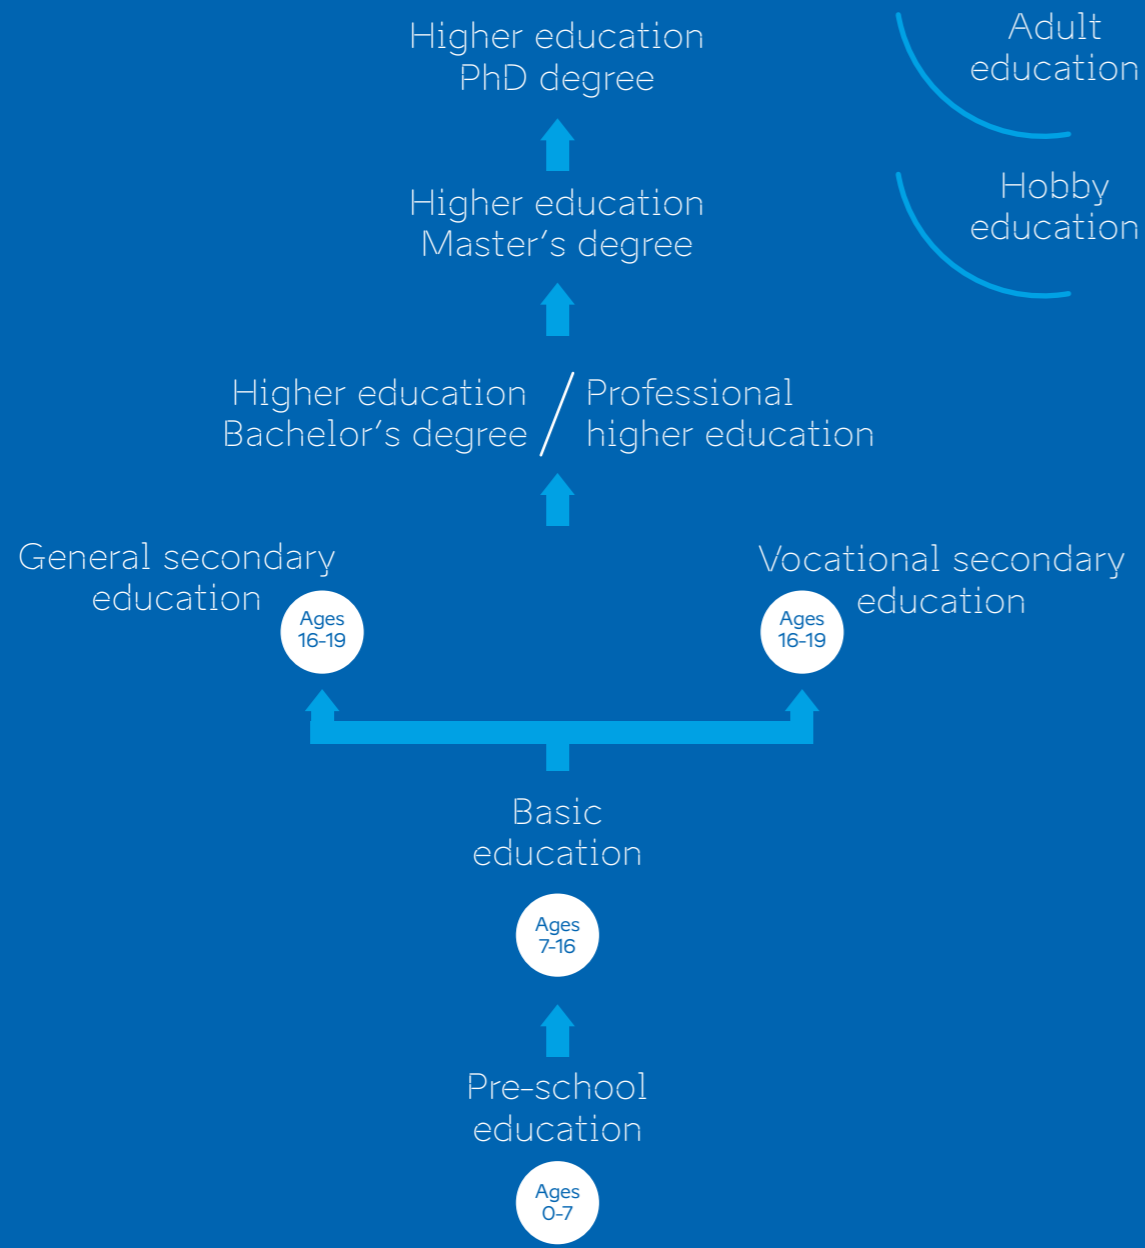 Higher education
PhD degree
Adult
education
Higher education
Master's degree
Hobby
education
Higher education
Bachelor's degree
/
Professional
higher education
General secondary
education
Ages
16-19
Vocational secondary
education
Ages
16-19
Basic
education
Ages
7-16
Pre-school
education
Ages
0-7